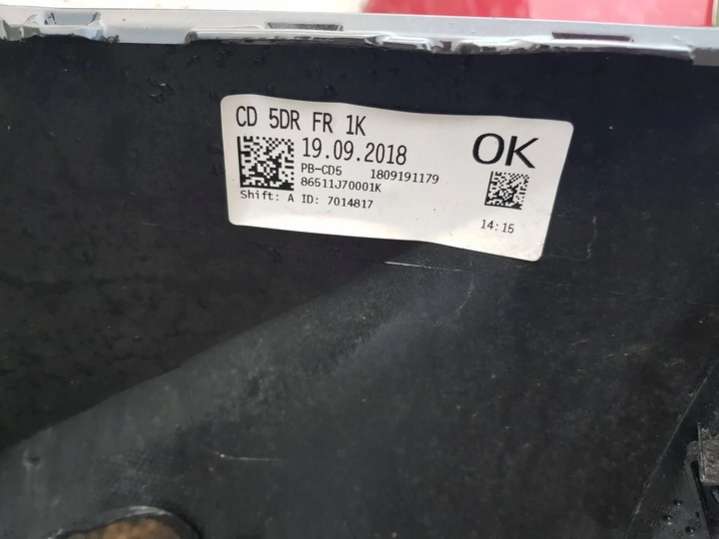 CD 5DR FR 1K
19.09.2018
OK
PB-CD5 1809191179
86511J70001K
Shift: A ID: 7014817
14:15